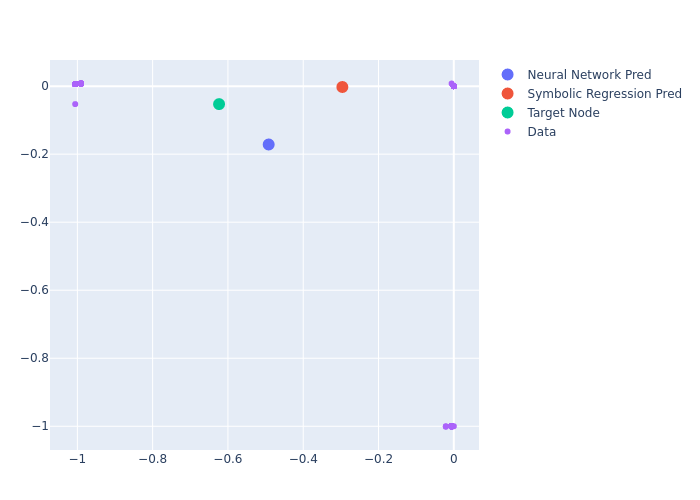 Neural Network Pred
Symbolic Regression Pred
Target Node
Data
0
−0.2
−0.4
−0.6
−0.8
−1
−1 −0.8 −0.6 −0.4 −0.2 0